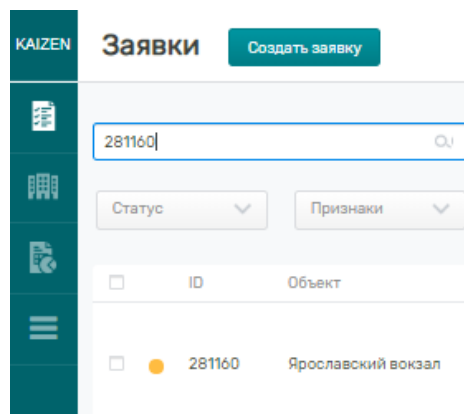 KAIZEN
Заявки
Создать заявку
281160
Статус
Признаки
ID
Объект
281160
Ярославский вокзал